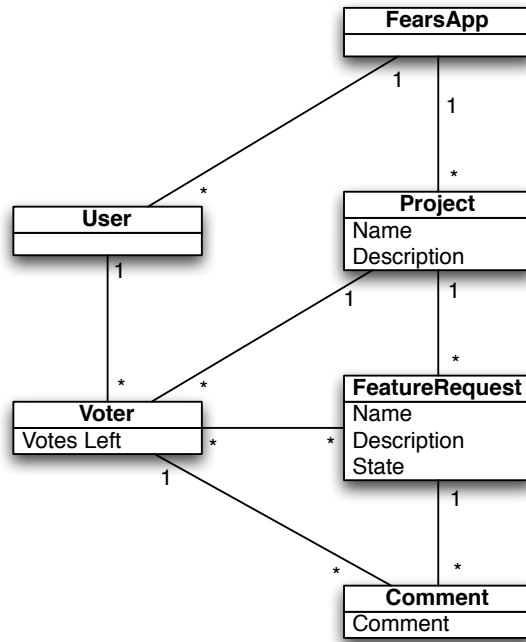 FearsApp
1
1
*
*
User
Project
Name
Description
1
1
1
*
*
*
Voter
Votes Left
FeatureRequest
Name
Description
State
*
*
1
1
*
*
Comment
Comment